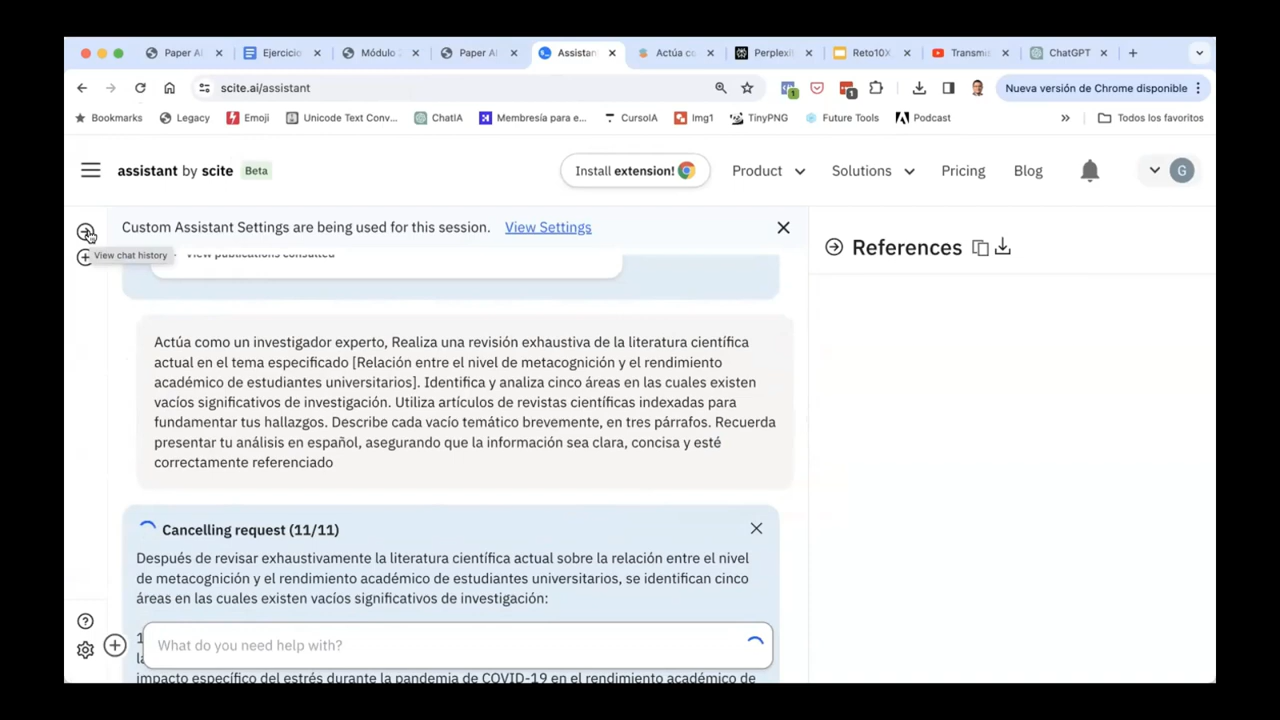 Paper AI
Ejercicio
Módulo
Paper AI
Assistan
Actúa co
Perplexit
Reto10X
Transmis
ChatGPT
scite.ai/assistant
1
1
Nueva versión de Chrome disponible
Bookmarks
Legacy
Emoji
Unicode Text Conv...
ChatIA
Membresía para e...
CursoIA
Img1
TinyPNG
Future Tools
Podcast
Todos los favoritos
assistant by scite
Beta
Install extension!
Product
Solutions
Pricing
Blog
G
Custom Assistant Settings are being used for this session. View Settings
View chat history
View publications consulted
References
Actúa como un investigador experto, Realiza una revisión exhaustiva de la literatura científica
actual en el tema especificado [Relación entre el nivel de metacognición y el rendimiento
académico de estudiantes universitarios]. Identifica y analiza cinco áreas en las cuales existen
vacíos significativos de investigación. Utiliza artículos de revistas científicas indexadas para
fundamentar tus hallazgos. Describe cada vacío temático brevemente, en tres párrafos. Recuerda
presentar tu análisis en español, asegurando que la información sea clara, concisa y esté
correctamente referenciado
Cancelling request (11/11)
Después de revisar exhaustivamente la literatura científica actual sobre la relación entre el nivel
de metacognición y el rendimiento académico de estudiantes universitarios, se identifican cinco
áreas en las cuales existen vacíos significativos de investigación:
1
What do you need help with?
impacto específico del estrés durante la pandemia de COVID-19 en el rendimiento académico de